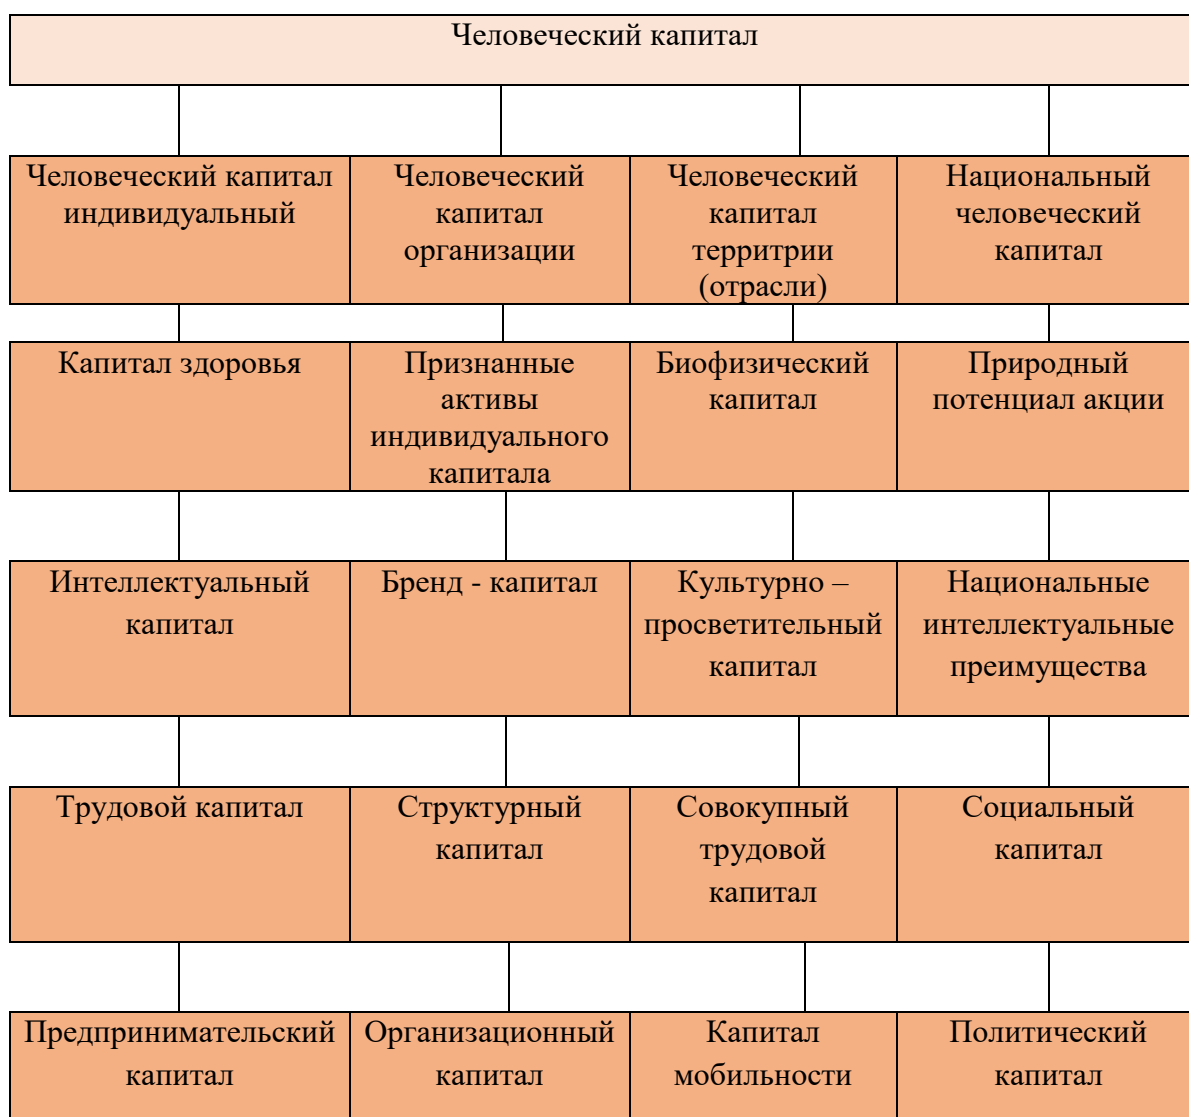 Человеческий капитал
Человеческий капитал
индивидуальный
Человеческий
капитал
организации
Человеческий
капитал
территрии
(отрасли)
Национальный
человеческий
капитал
Капитал здоровья
Признанные
активы
индивидуального
капитала
Биофизический
капитал
Природный
потенциал акции
Интеллектуальный
капитал
Бренд - капитал
Культурно –
просветительный
капитал
Национальные
интеллектуальные
преимущества
Трудовой капитал
Структурный
капитал
Совокупный
трудовой
капитал
Социальный
капитал
Предпринимательский
капитал
Организационный
капитал
Капитал
мобильности
Политический
капитал